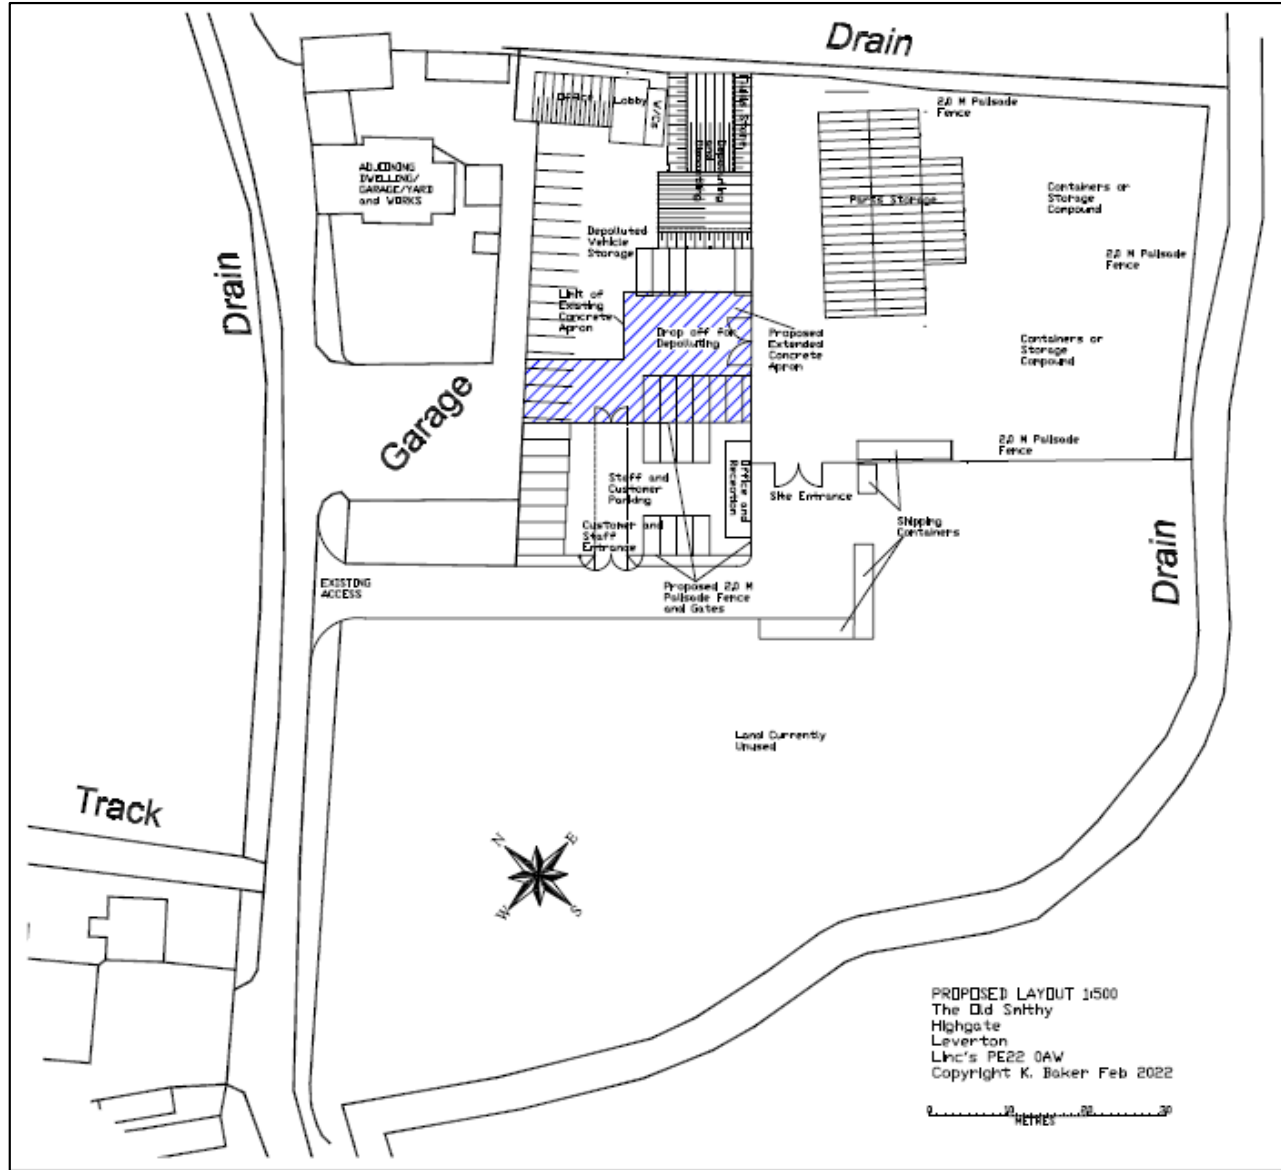 Drain
Office
Lobby
W/Cs
2.0 M Palisade
Fence
ADJOINING
DWELLING/
GARAGE/YARD
and WORKS
Depolluting
and
Dismantling
Parts Storage
Containers or
Storage
Compound
Depolluted
Vehicle
Storage
2.0 M Palisade
Fence
Drain
Limit of
Existing
Concrete
Apron
Drop off for
Depolluting
Proposed
Extended
Concrete
Apron
Containers or
Storage
Compound
Garage
2.0 M Palisade
Fence
Staff and
Customer
Parking
Office and
Reception
Site Entrance
Customer and
Staff
Entrance
Shipping
Containers
Drain
EXISTING
ACCESS
Proposed 2.0 M
Palisade Fence
and Gates
Land Currently
Unused
Track
N
E
W
S
PROPOSED LAYOUT 1:500
The Old Smithy
Highgate
Leverton
Linc's PE22 0AW
Copyright K. Baker Feb 2022
0 10 20 30
METRES